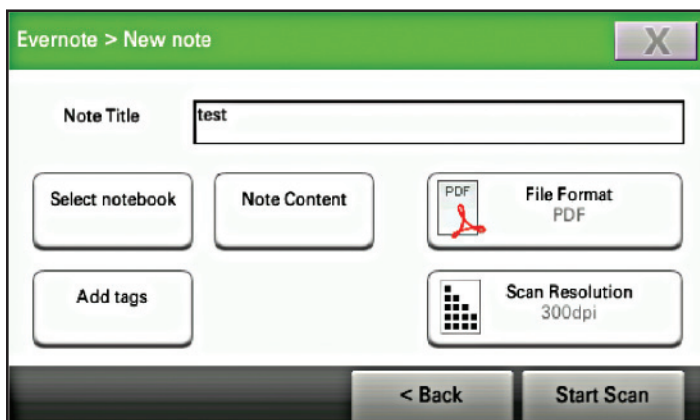 Evernote > New note
X
Note Title
test
Select notebook
Note Content
PDF
File Format
PDF
Add tags
Scan Resolution
300dpi
< Back
Start Scan